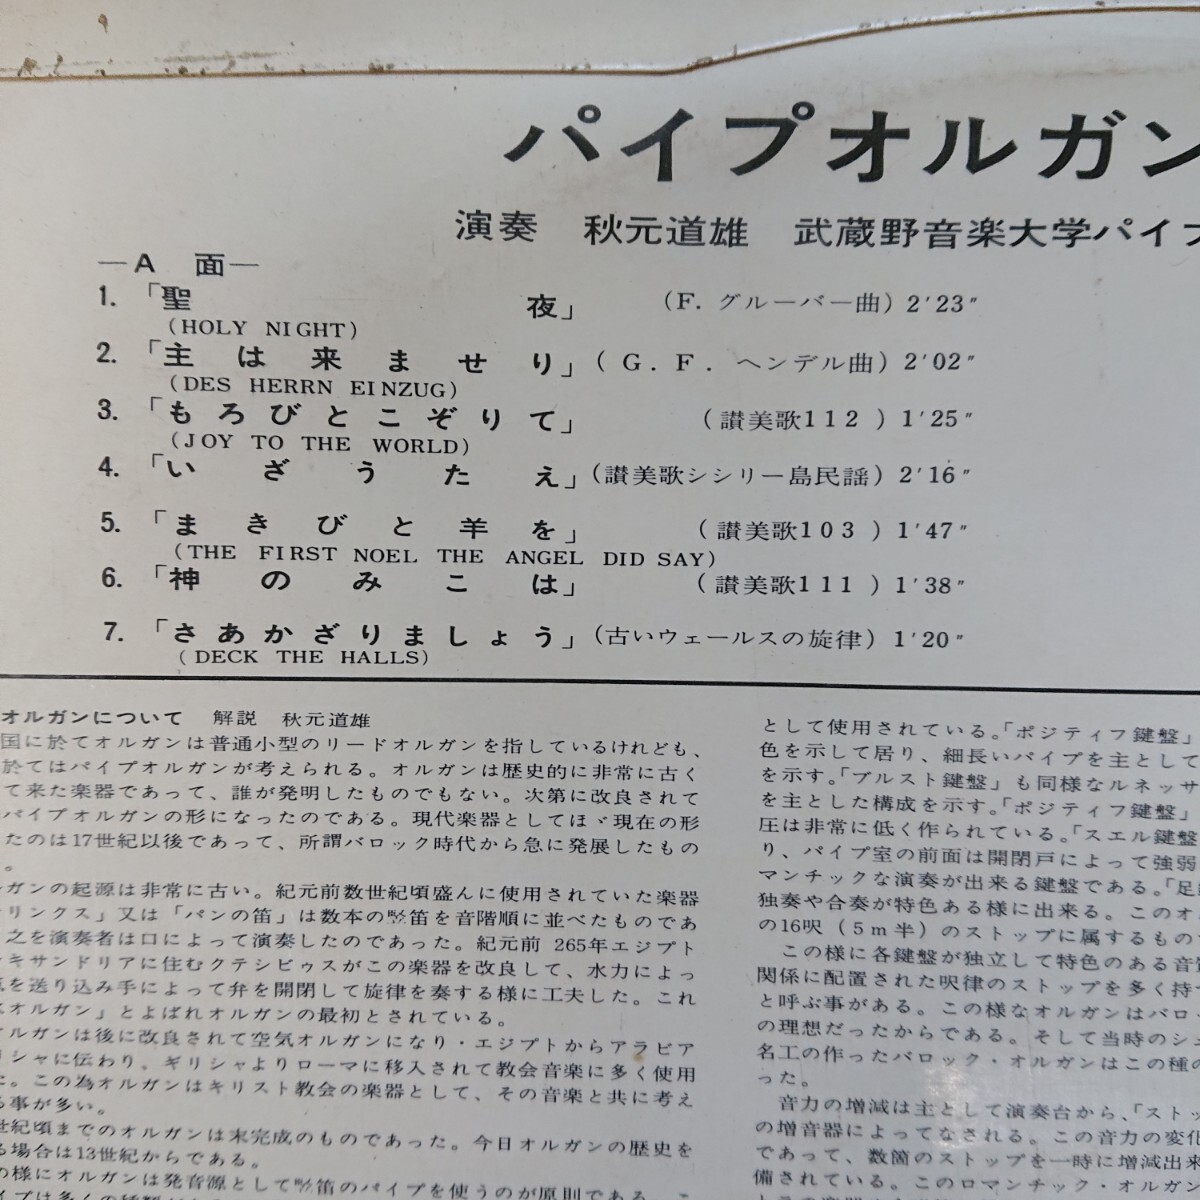 パイプオルガン
演奏 秋元道雄 武蔵野音楽大学パイプ
—A 面—
1. 「聖夜」 (F. グルーバー曲) 2'23"
(HOLY NIGHT)
2. 「主は来ませり」 (G. F. ヘンデル曲) 2'02"
(DES HERRN EINZUG)
3. 「もろびとこぞりて」 (讃美歌112) 1'25"
(JOY TO THE WORLD)
4. 「いざうたえ」 (讃美歌シシリー島民謡) 2'16"
5. 「まきびと羊を」 (讃美歌103) 1'47"
(THE FIRST NOEL THE ANGEL DID SAY)
6. 「神のみこは」 (讃美歌111) 1'38"
7. 「さあかざりましょう」 (古いウェールスの旋律) 1'20"
(DECK THE HALLS)
オルガンについて 解説 秋元道雄
国に於てオルガンは普通小型のリードオルガンを指しているけれども、
於てはパイプオルガンが考えられる。オルガンは歴史的に非常に古く
て来た楽器であって、誰が発明したものでもない。次第に改良されて
パイプオルガンの形になったのである。現代楽器としてほゞ現在の形
たのは17世紀以後であって、所謂バロック時代から急に発展したもの
。
ルガンの起源は非常に古い。紀元前数世紀頃盛んに使用されていた楽器
リンクス」又は「パンの笛」は数本の竪笛を音階順に並べたものであ
之を演奏者は口によって演奏したのであった。紀元前 265年エジプト
キサンドリアに住むクテシビゥスがこの楽器を改良して、水力によっ
を送り込み手によって弁を開閉して旋律を奏する様に工夫した。これ
オルガン」とよばれオルガンの最初とされている。
オルガンは後に改良されて空気オルガンになり・エジプトからアラビア
リシャに伝わり、ギリシャよりローマに移入されて教会音楽に多く使用
た。この為オルガンはキリスト教会の楽器として、その音楽と共に考え
る事が多い。
世紀頃までのオルガンは未完成のものであった。今日オルガンの歴史を
る場合は13世紀からである。
の様にオルガンは発音源として竪笛のパイプを使うのが原則である。こ
として使用されている。「ポジティフ鍵盤」
色を示して居り、細長いパイプを主として
を示す。「ブルスト鍵盤」も同様なルネッサ
を主とした構成を示す。「ポジティフ鍵盤」
圧は非常に低く作られている。「スエル鍵盤
り、パイプ室の前面は開閉戸によって強弱
マンチックな演奏が出来る鍵盤である。「足鍵
独奏や合奏が特色ある様に出来る。このオ
の16呎(5m半)のストップに属するもので
この様に各鍵盤が独立して特色のある音管
関係に配置された呎律のストップを多く持つ
と呼ぶ事がある。この様なオルガンはバロッ
の理想だったからである。そして当時のシュ
名工の作ったバロック・オルガンはこの種の
った。
音力の増減は主として演奏台から、「ストッ
の増音器によってなされる。この音力の変化
であって、数箇のストップを一時に増減出来
備されている。このロマンチック・オルガン